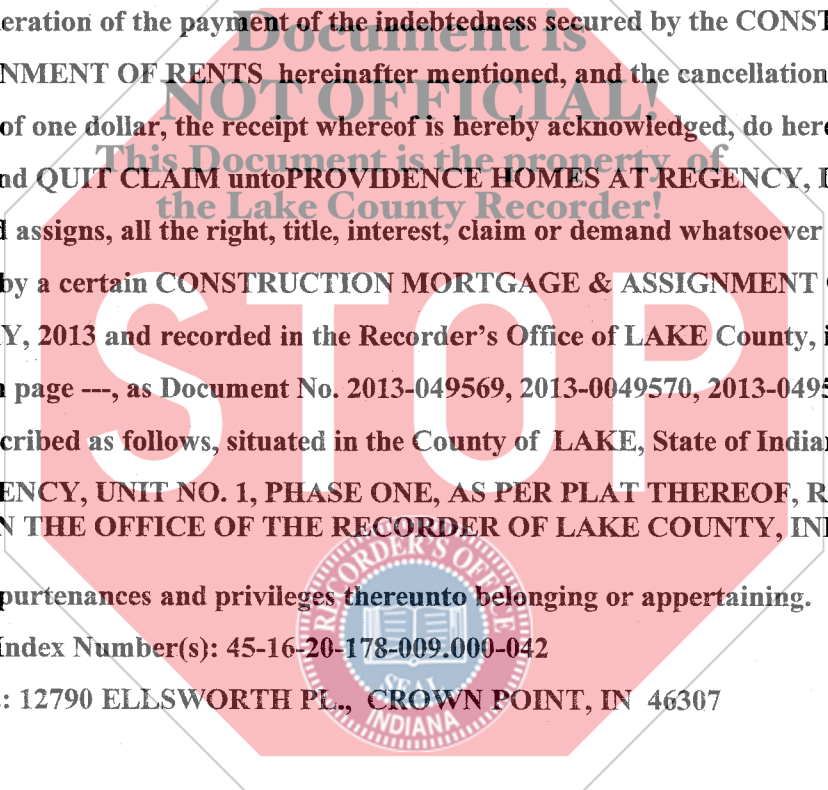 eration of the payment of the indebtedness secured by the CONST
Document is
NMENT OF RENTS hereinafter mentioned, and the cancellation
NOT OFFICIAL!
of one dollar, the receipt whereof is hereby acknowledged, do here
This Document is the property of
nd QUIT CLAIM untoPROVIDENCE HOMES AT REGENCY,
the Lake County Recorder!
assigns, all the right, title, interest, claim or demand whatsoever
by a certain CONSTRUCTION MORTGAGE & ASSIGNMENT
Y, 2013 and recorded in the Recorder's Office of LAKE County, i
page ---, as Document No. 2013-049569, 2013-0049570, 2013-0495
STOP
cribed as follows, situated in the County of LAKE, State of Indian
ENCY, UNIT NO. 1, PHASE ONE, AS PER PLAT THEREOF, R
N THE OFFICE OF THE RECORDER OF LAKE COUNTY, IN
RECORDER'S OFFICE
purtenances and privileges thereunto belonging or appertaining.
Index Number(s): 45-16-20-178-009.000-042
SEAL
: 12790 ELLSWORTH PL., CROWN POINT, IN 46307
INDIANA